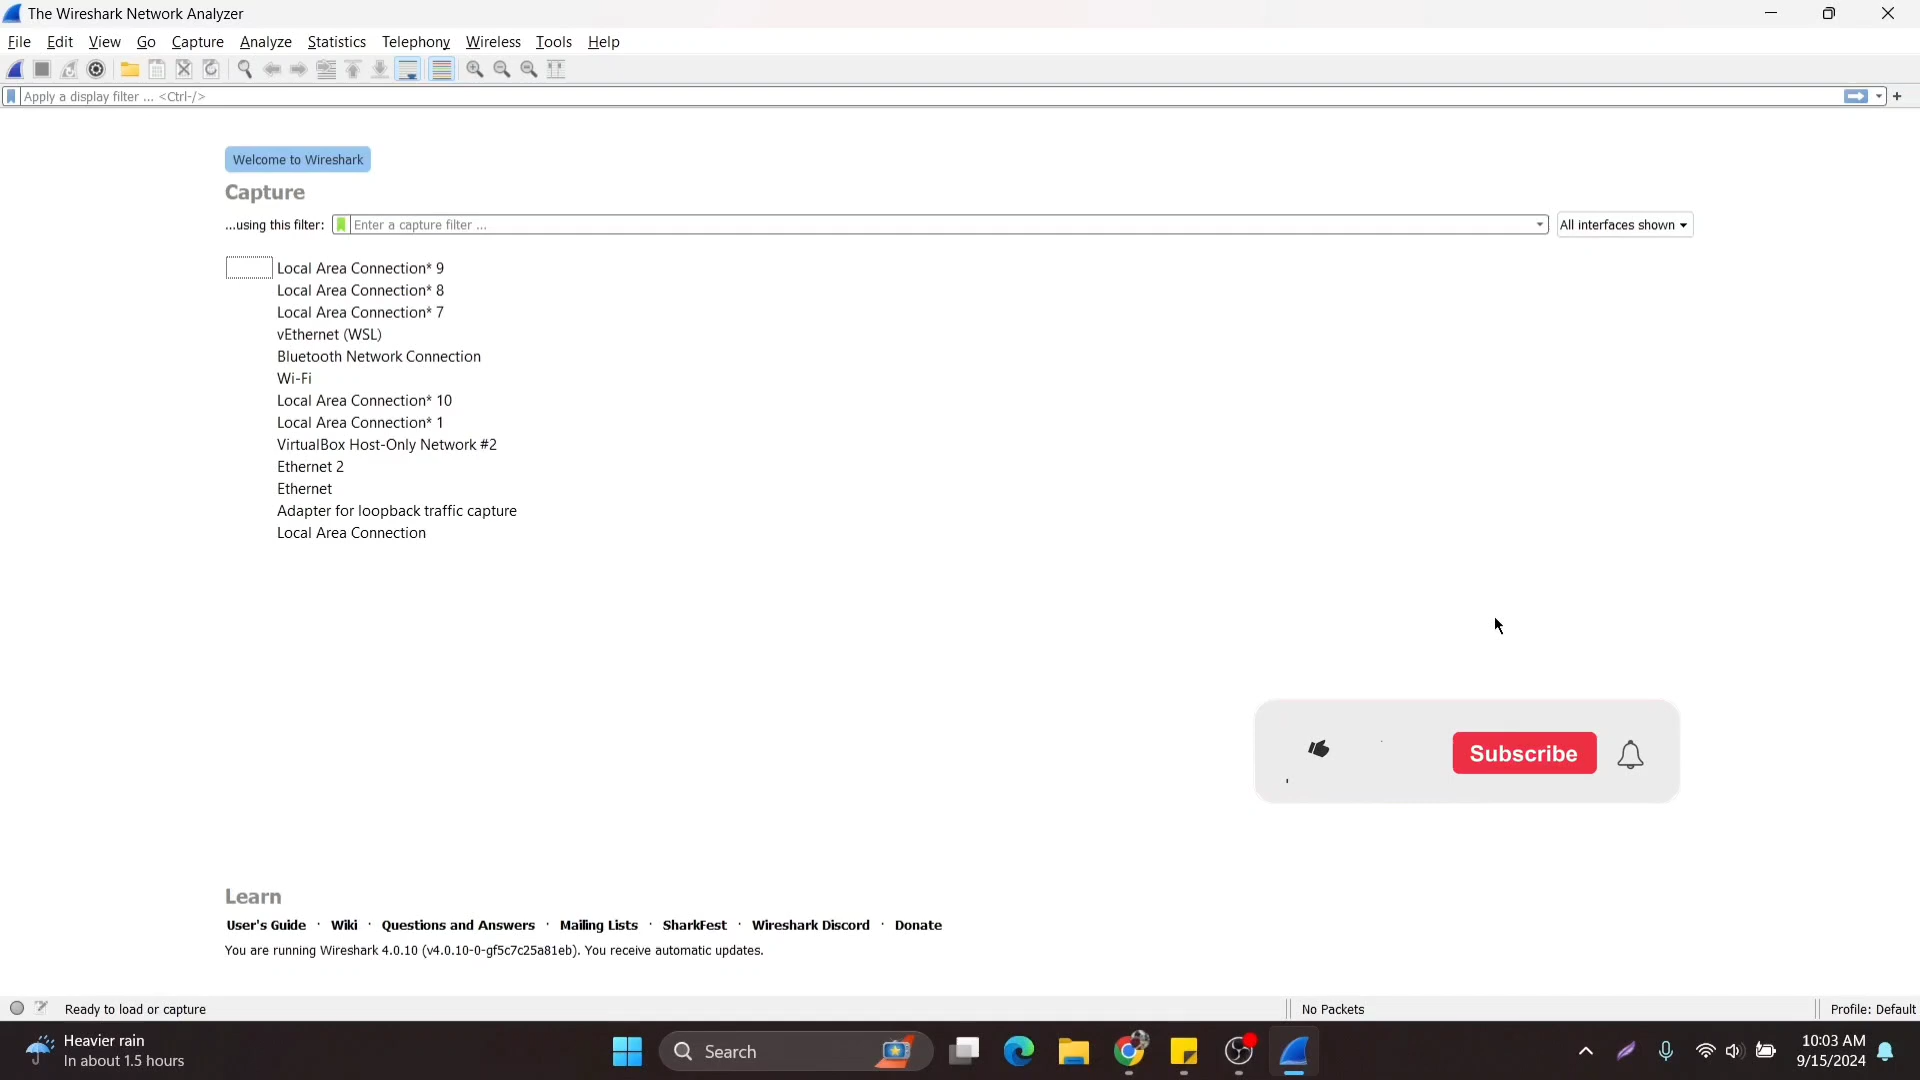 The Wireshark Network Analyzer
File Edit View Go Capture Analyze Statistics Telephony Wireless Tools Help
Apply a display filter ... <Ctrl-/>
Welcome to Wireshark
Capture
...using this filter: Enter a capture filter ... All interfaces shown
Local Area Connection* 9
Local Area Connection* 8
Local Area Connection* 7
vEthernet (WSL)
Bluetooth Network Connection
Wi-Fi
Local Area Connection* 10
Local Area Connection* 1
VirtualBox Host-Only Network #2
Ethernet 2
Ethernet
Adapter for loopback traffic capture
Local Area Connection
Subscribe
Learn
User's Guide · Wiki · Questions and Answers · Mailing Lists · SharkFest · Wireshark Discord · Donate
You are running Wireshark 4.0.10 (v4.0.10-0-gf5c7c25a81eb). You receive automatic updates.
Ready to load or capture No Packets Profile: Default
Heavier rain
In about 1.5 hours
Search
10:03 AM
9/15/2024